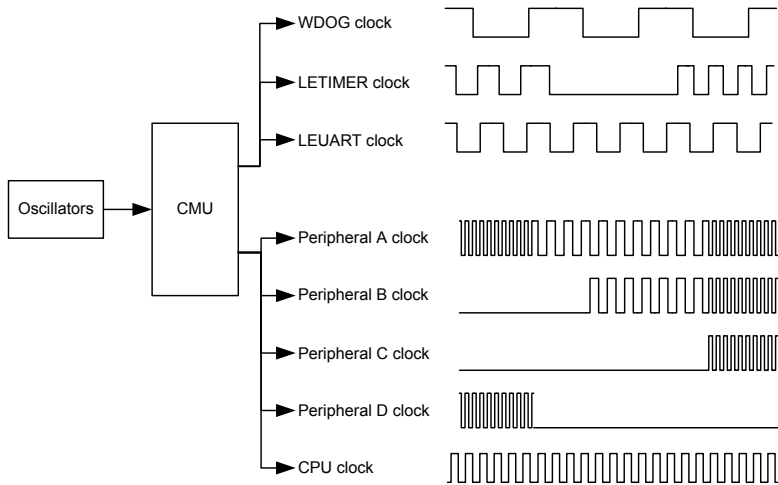 WDOG clock
LETIMER clock
LEUART clock
Oscillators
CMU
Peripheral A clock
Peripheral B clock
Peripheral C clock
Peripheral D clock
CPU clock